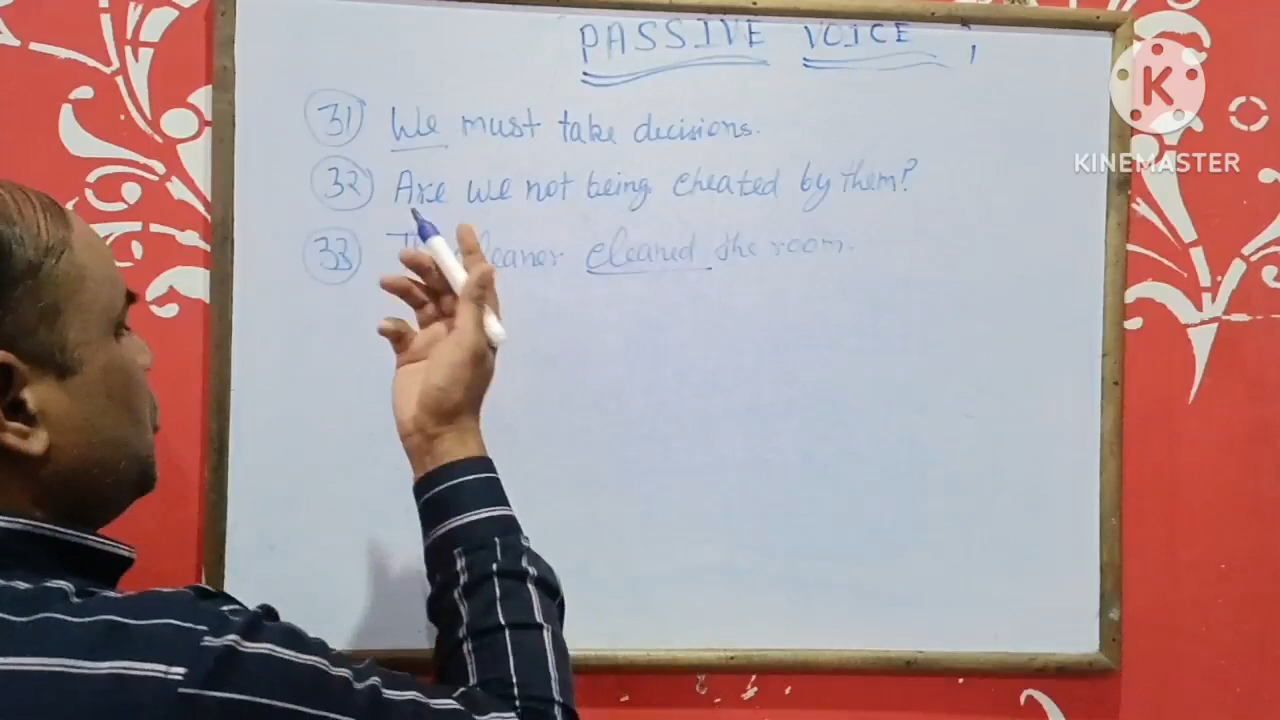 PASSIVE VOICE ;
31 We must take decisions.
32 Are we not being cheated by them?
33 cleaner cleaned the room.
K
KINEMASTER